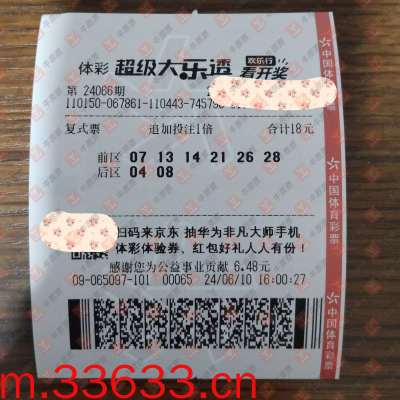 体彩 超级大乐透 欢乐行 看开奖
第 24066期
110150-067861-110443-745790
复式票 追加投注1倍 合计18元
前区 07 13 14 21 26 28
后区 04 08
扫码来京东 抽华为非凡大师手机
体彩体验券、红包好礼人人有份！
感谢您为公益事业贡献 6.48元
09-065097-101 00065 24/06/10 16:00:27
中国体育彩票
中国体育彩票
中国体育彩票
m.33633.cn